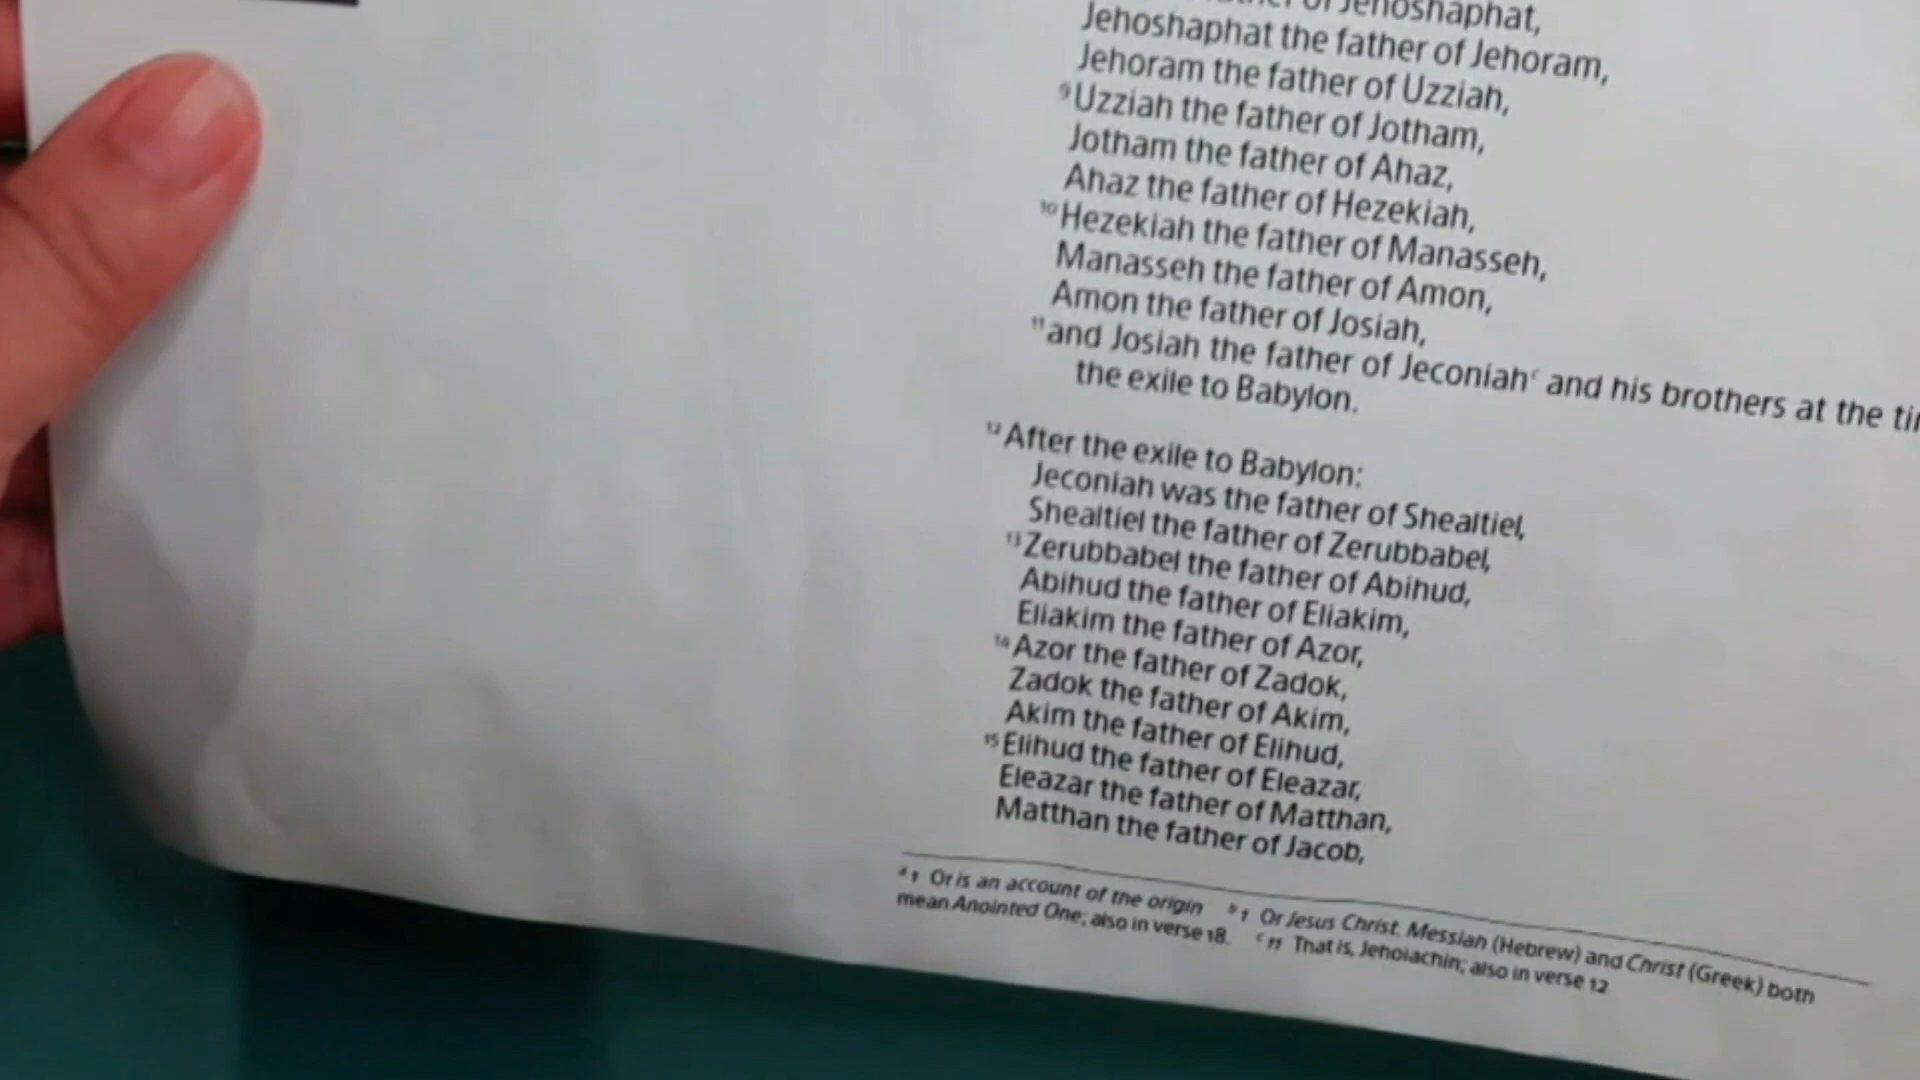 of Jehoshaphat,
Jehoshaphat the father of Jehoram,
Jehoram the father of Uzziah,
9 Uzziah the father of Jotham,
Jotham the father of Ahaz,
Ahaz the father of Hezekiah,
10 Hezekiah the father of Manasseh,
Manasseh the father of Amon,
Amon the father of Josiah,
11 and Josiah the father of Jeconiah c and his brothers at the
the exile to Babylon.
12 After the exile to Babylon:
Jeconiah was the father of Shealtiel,
Shealtiel the father of Zerubbabel,
13 Zerubbabel the father of Abihud,
Abihud the father of Eliakim,
Eliakim the father of Azor,
14 Azor the father of Zadok,
Zadok the father of Akim,
Akim the father of Elihud,
15 Elihud the father of Eleazar,
Eleazar the father of Matthan,
Matthan the father of Jacob,
a 1 Or is an account of the origin b 1 Or Jesus Christ. Messiah (Hebrew) and Christ (Greek) both
mean Anointed One; also in verse 18. c 11 That is, Jehoiachin; also in verse 12